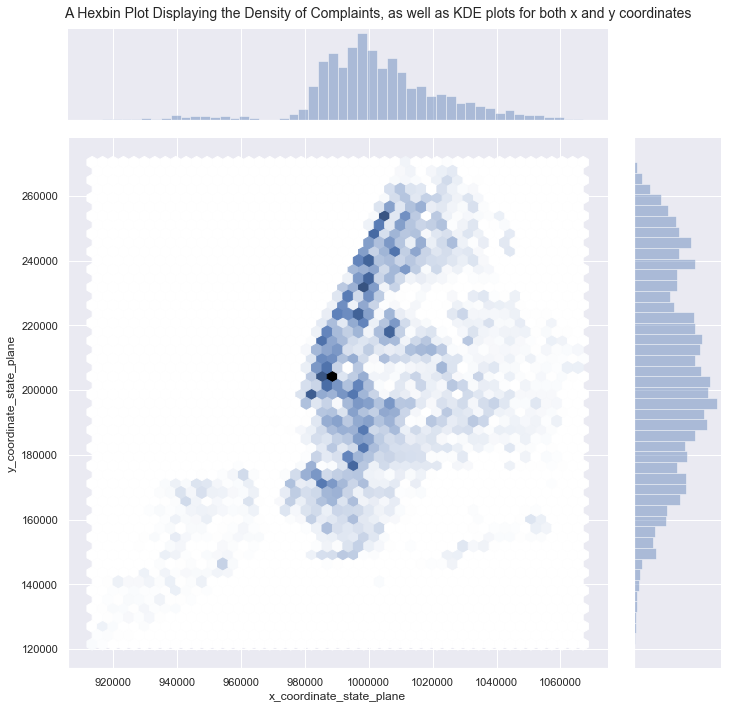 A Hexbin Plot Displaying the Density of Complaints, as well as KDE plots for both x and y coordinates
260000
240000
220000
200000
180000
160000
140000
120000
y_coordinate_state_plane
920000 940000 960000 980000 1000000 1020000 1040000 1060000
x_coordinate_state_plane